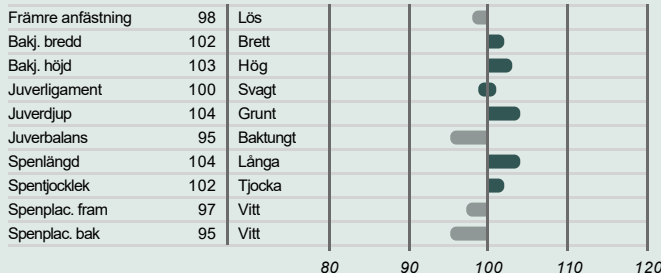 Främre anfästning 98 Lös
Bakj. bredd 102 Brett
Bakj. höjd 103 Hög
Juverligament 100 Svagt
Juverdjup 104 Grunt
Juverbalans 95 Baktungt
Spenlängd 104 Långa
Spentjocklek 102 Tjocka
Spenplac. fram 97 Vitt
Spenplac. bak 95 Vitt
80 90 100 110 120